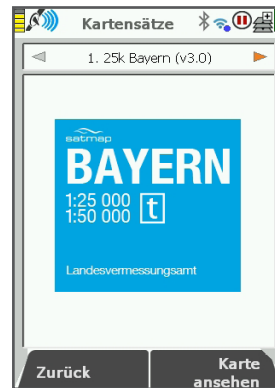 Kartensätze
1. 25k Bayern (v3.0)
satmap
BAYERN
1:25 000
1:50 000
t
Landesvermessungsamt
Zurück
Karte
ansehen